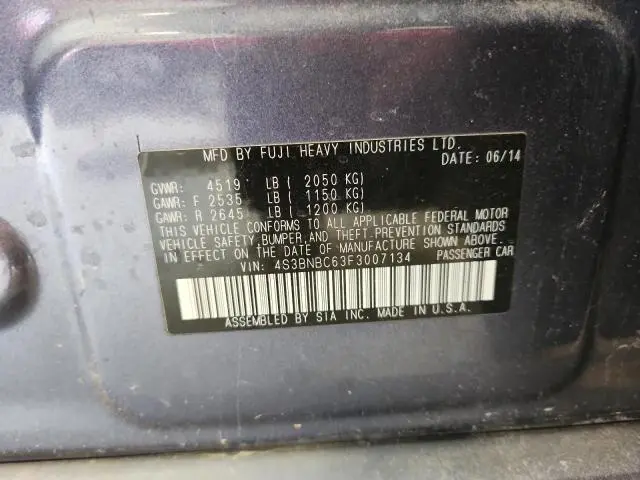 MFD BY FUJI HEAVY INDUSTRIES LTD.
DATE: 06/14
GVWR: 4519 LB ( 2050 KG)
GAWR: F 2535 LB ( 1150 KG)
GAWR: R 2645 LB ( 1200 KG)
THIS VEHICLE CONFORMS TO ALL APPLICABLE FEDERAL MOTOR
VEHICLE SAFETY, BUMPER, AND THEFT PREVENTION STANDARDS
IN EFFECT ON THE DATE OF MANUFACTURE SHOWN ABOVE.
VIN: 4S3BNBC63F3007134 PASSENGER CAR
ASSEMBLED BY SIA INC. MADE IN U.S.A.